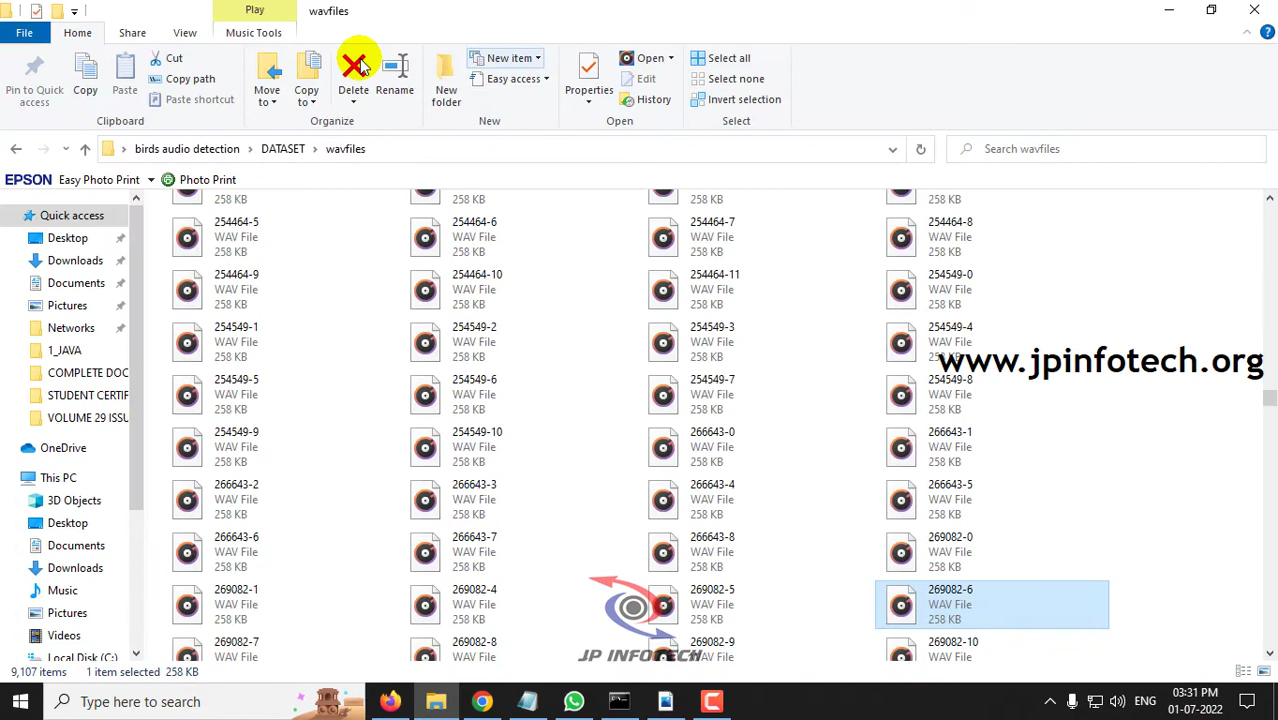 Play
wavfiles
File
Home
Share
View
Music Tools
Pin to Quick access
Copy
Paste
Cut
Copy path
Paste shortcut
Move to
Copy to
Delete
Rename
New folder
New item
Easy access
Properties
Open
Edit
History
Select all
Select none
Invert selection
Clipboard
Organize
New
Open
Select
birds audio detection
DATASET
wavfiles
Search wavfiles
EPSON
Easy Photo Print
Photo Print
Quick access
Desktop
Downloads
Documents
Pictures
Networks
1_JAVA
COMPLETE DOC
STUDENT CERTIF
VOLUME 29 ISSU
OneDrive
This PC
3D Objects
Desktop
Documents
Downloads
Music
Pictures
Videos
Local Disk (C:)
258 KB
258 KB
258 KB
258 KB
254464-5
WAV File
258 KB
254464-6
WAV File
258 KB
254464-7
WAV File
258 KB
254464-8
WAV File
258 KB
254464-9
WAV File
258 KB
254464-10
WAV File
258 KB
254464-11
WAV File
258 KB
254549-0
WAV File
258 KB
254549-1
WAV File
258 KB
254549-2
WAV File
258 KB
254549-3
WAV File
258 KB
254549-4
WAV File
258 KB
www.jpinfotech.org
254549-5
WAV File
258 KB
254549-6
WAV File
258 KB
254549-7
WAV File
258 KB
254549-8
WAV File
258 KB
254549-9
WAV File
258 KB
254549-10
WAV File
258 KB
266643-0
WAV File
258 KB
266643-1
WAV File
258 KB
266643-2
WAV File
258 KB
266643-3
WAV File
258 KB
266643-4
WAV File
258 KB
266643-5
WAV File
258 KB
266643-6
WAV File
258 KB
266643-7
WAV File
258 KB
266643-8
WAV File
258 KB
269082-0
WAV File
258 KB
269082-1
WAV File
258 KB
269082-4
WAV File
258 KB
269082-5
WAV File
258 KB
269082-6
WAV File
258 KB
269082-7
269082-8
269082-9
269082-10
WAV File
WAV File
WAV File
WAV File
JP INFOTECH
9,107 items
1 item selected 258 KB
Type here to search
ENG
03:31 PM
01-07-2022